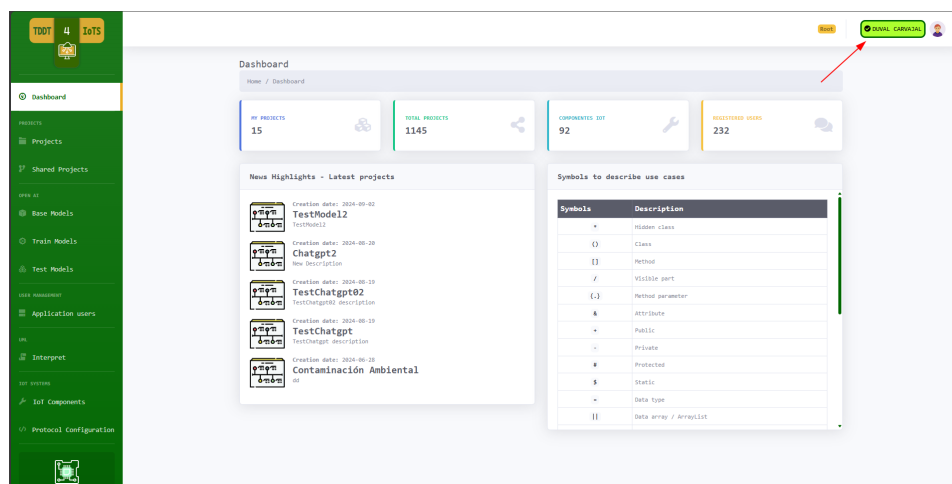 TDDT 4 IoTS
Root
DUVAL CARVAJAL
Dashboard
PROJECTS
Projects
Shared Projects
OPEN AI
Base Models
Train Models
Test Models
USER MANAGEMENT
Application users
UML
Interpret
IOT SYSTEMS
IoT Components
Protocol Configuration
Dashboard
Home / Dashboard
MY PROJECTS
15
TOTAL PROJECTS
1145
COMPONENTES IOT
92
REGISTERED USERS
232
News Highlights - Latest projects
Creation date: 2024-09-02
TestModel2
TestModel2
Creation date: 2024-08-20
Chatgpt2
New Description
Creation date: 2024-08-19
TestChatgpt02
TestChatgpt02 description
Creation date: 2024-08-19
TestChatgpt
TestChatgpt description
Creation date: 2024-06-28
Contaminación Ambiental
dd
Symbols to describe use cases
Symbols Description
* Hidden class
() Class
[] Method
/ Visible part
{.} Method parameter
& Attribute
+ Public
- Private
# Protected
$ Static
Data type
|| Data array / ArrayList